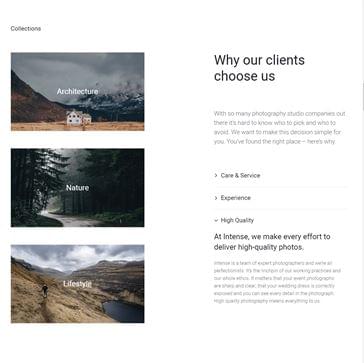 Collections
Architecture
Nature
Lifestyle
Why our clients
choose us
With so many photography studio companies out
there it's hard to know who to pick and who to
avoid. We want to make this decision simple for
you. You've found the right place – here's why.
Care & Service
Experience
High Quality
At Intense, we make every effort to
deliver high-quality photos.
Intense is a team of expert photographers and we're all
perfectionists. It's the linchpin of our working practices and
our whole ethos. It matters that your event photographs
are sharp and clear, that your wedding dress is correctly
exposed and you can see every detail in the photograph.
High quality photography means everything to us.